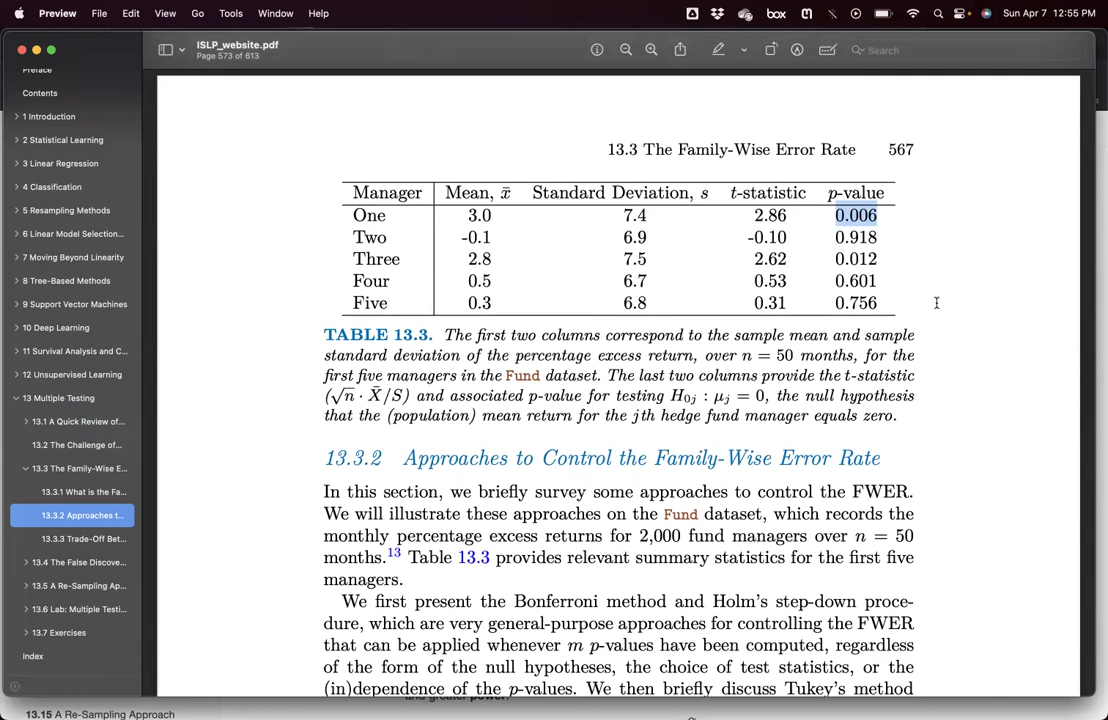 Preview File Edit View Go Tools Window Help box Sun Apr 7 12:55 PM
ISLP_website.pdf
Page 573 of 613
Search
Preface
Contents
1 Introduction
2 Statistical Learning
3 Linear Regression
4 Classification
5 Resampling Methods
6 Linear Model Selection...
7 Moving Beyond Linearity
8 Tree-Based Methods
9 Support Vector Machines
10 Deep Learning
11 Survival Analysis and C...
12 Unsupervised Learning
13 Multiple Testing
13.1 A Quick Review of...
13.2 The Challenge of...
13.3 The Family-Wise E...
13.3.1 What is the Fa...
13.3.2 Approaches t...
13.3.3 Trade-Off Bet...
13.4 The False Discove...
13.5 A Re-Sampling Ap...
13.6 Lab: Multiple Testi...
13.7 Exercises
Index
13.3 The Family-Wise Error Rate 567
Manager Mean, x̄ Standard Deviation, s t-statistic p-value
One 3.0 7.4 2.86 0.006
Two -0.1 6.9 -0.10 0.918
Three 2.8 7.5 2.62 0.012
Four 0.5 6.7 0.53 0.601
Five 0.3 6.8 0.31 0.756
TABLE 13.3. The first two columns correspond to the sample mean and sample
standard deviation of the percentage excess return, over n = 50 months, for the
first five managers in the Fund dataset. The last two columns provide the t-statistic
(√n · X̄/S) and associated p-value for testing H₀ⱼ : μⱼ = 0, the null hypothesis
that the (population) mean return for the jth hedge fund manager equals zero.
13.3.2 Approaches to Control the Family-Wise Error Rate
In this section, we briefly survey some approaches to control the FWER.
We will illustrate these approaches on the Fund dataset, which records the
monthly percentage excess returns for 2,000 fund managers over n = 50
months.¹³ Table 13.3 provides relevant summary statistics for the first five
managers.
We first present the Bonferroni method and Holm's step-down proce-
dure, which are very general-purpose approaches for controlling the FWER
that can be applied whenever m p-values have been computed, regardless
of the form of the null hypotheses, the choice of test statistics, or the
(in)dependence of the p-values. We then briefly discuss Tukey's method
and greater power.
13.15 A Re-Sampling Approach